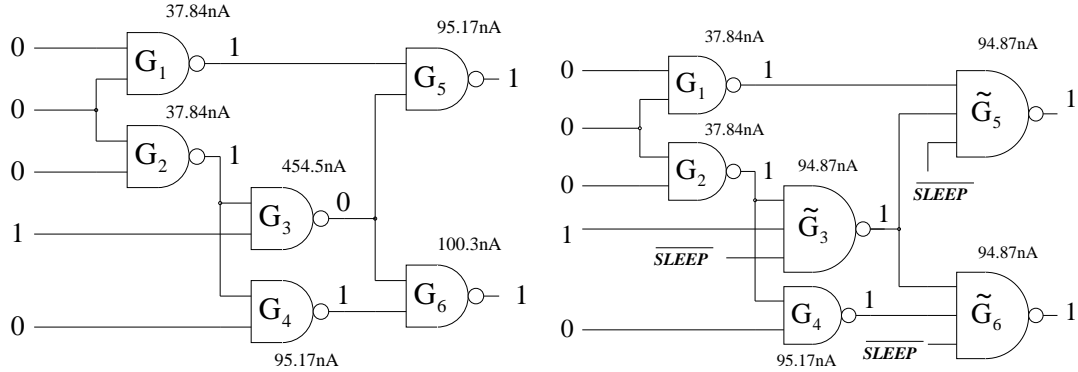 37.84nA
0
G1
1
95.17nA
G5
1
0
37.84nA
G2
1
0
454.5nA
G3
0
1
100.3nA
G6
1
G4
1
0
95.17nA
37.84nA
0
G1
1
94.87nA
G̃5
1
0
37.84nA
G2
1
0
SLEEP
94.87nA
G̃3
1
1
SLEEP
94.87nA
G̃6
1
G4
1
0
SLEEP
95.17nA